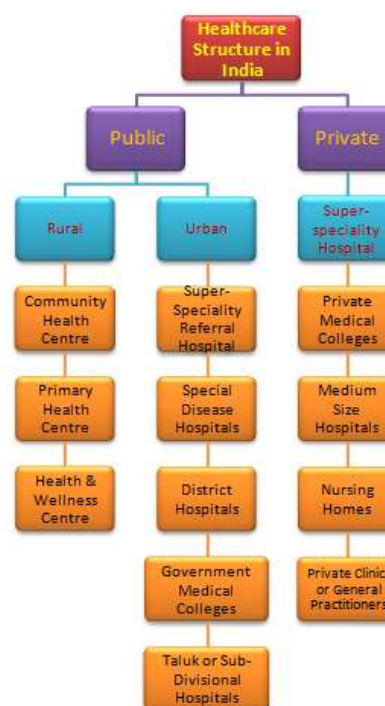 Healthcare
Structure in
India
Public
Private
Rural
Urban
Super-
speciality
Hospital
Community
Health
Centre
Super-
Speciality
Referral
Hospital
Private
Medical
Colleges
Primary
Health
Centre
Special
Disease
Hospitals
Medium
Size
Hospitals
Health &
Wellness
Centre
District
Hospitals
Nursing
Homes
Government
Medical
Colleges
Private Clinic
or General
Practitioners
Taluk or Sub-
Divisional
Hospitals